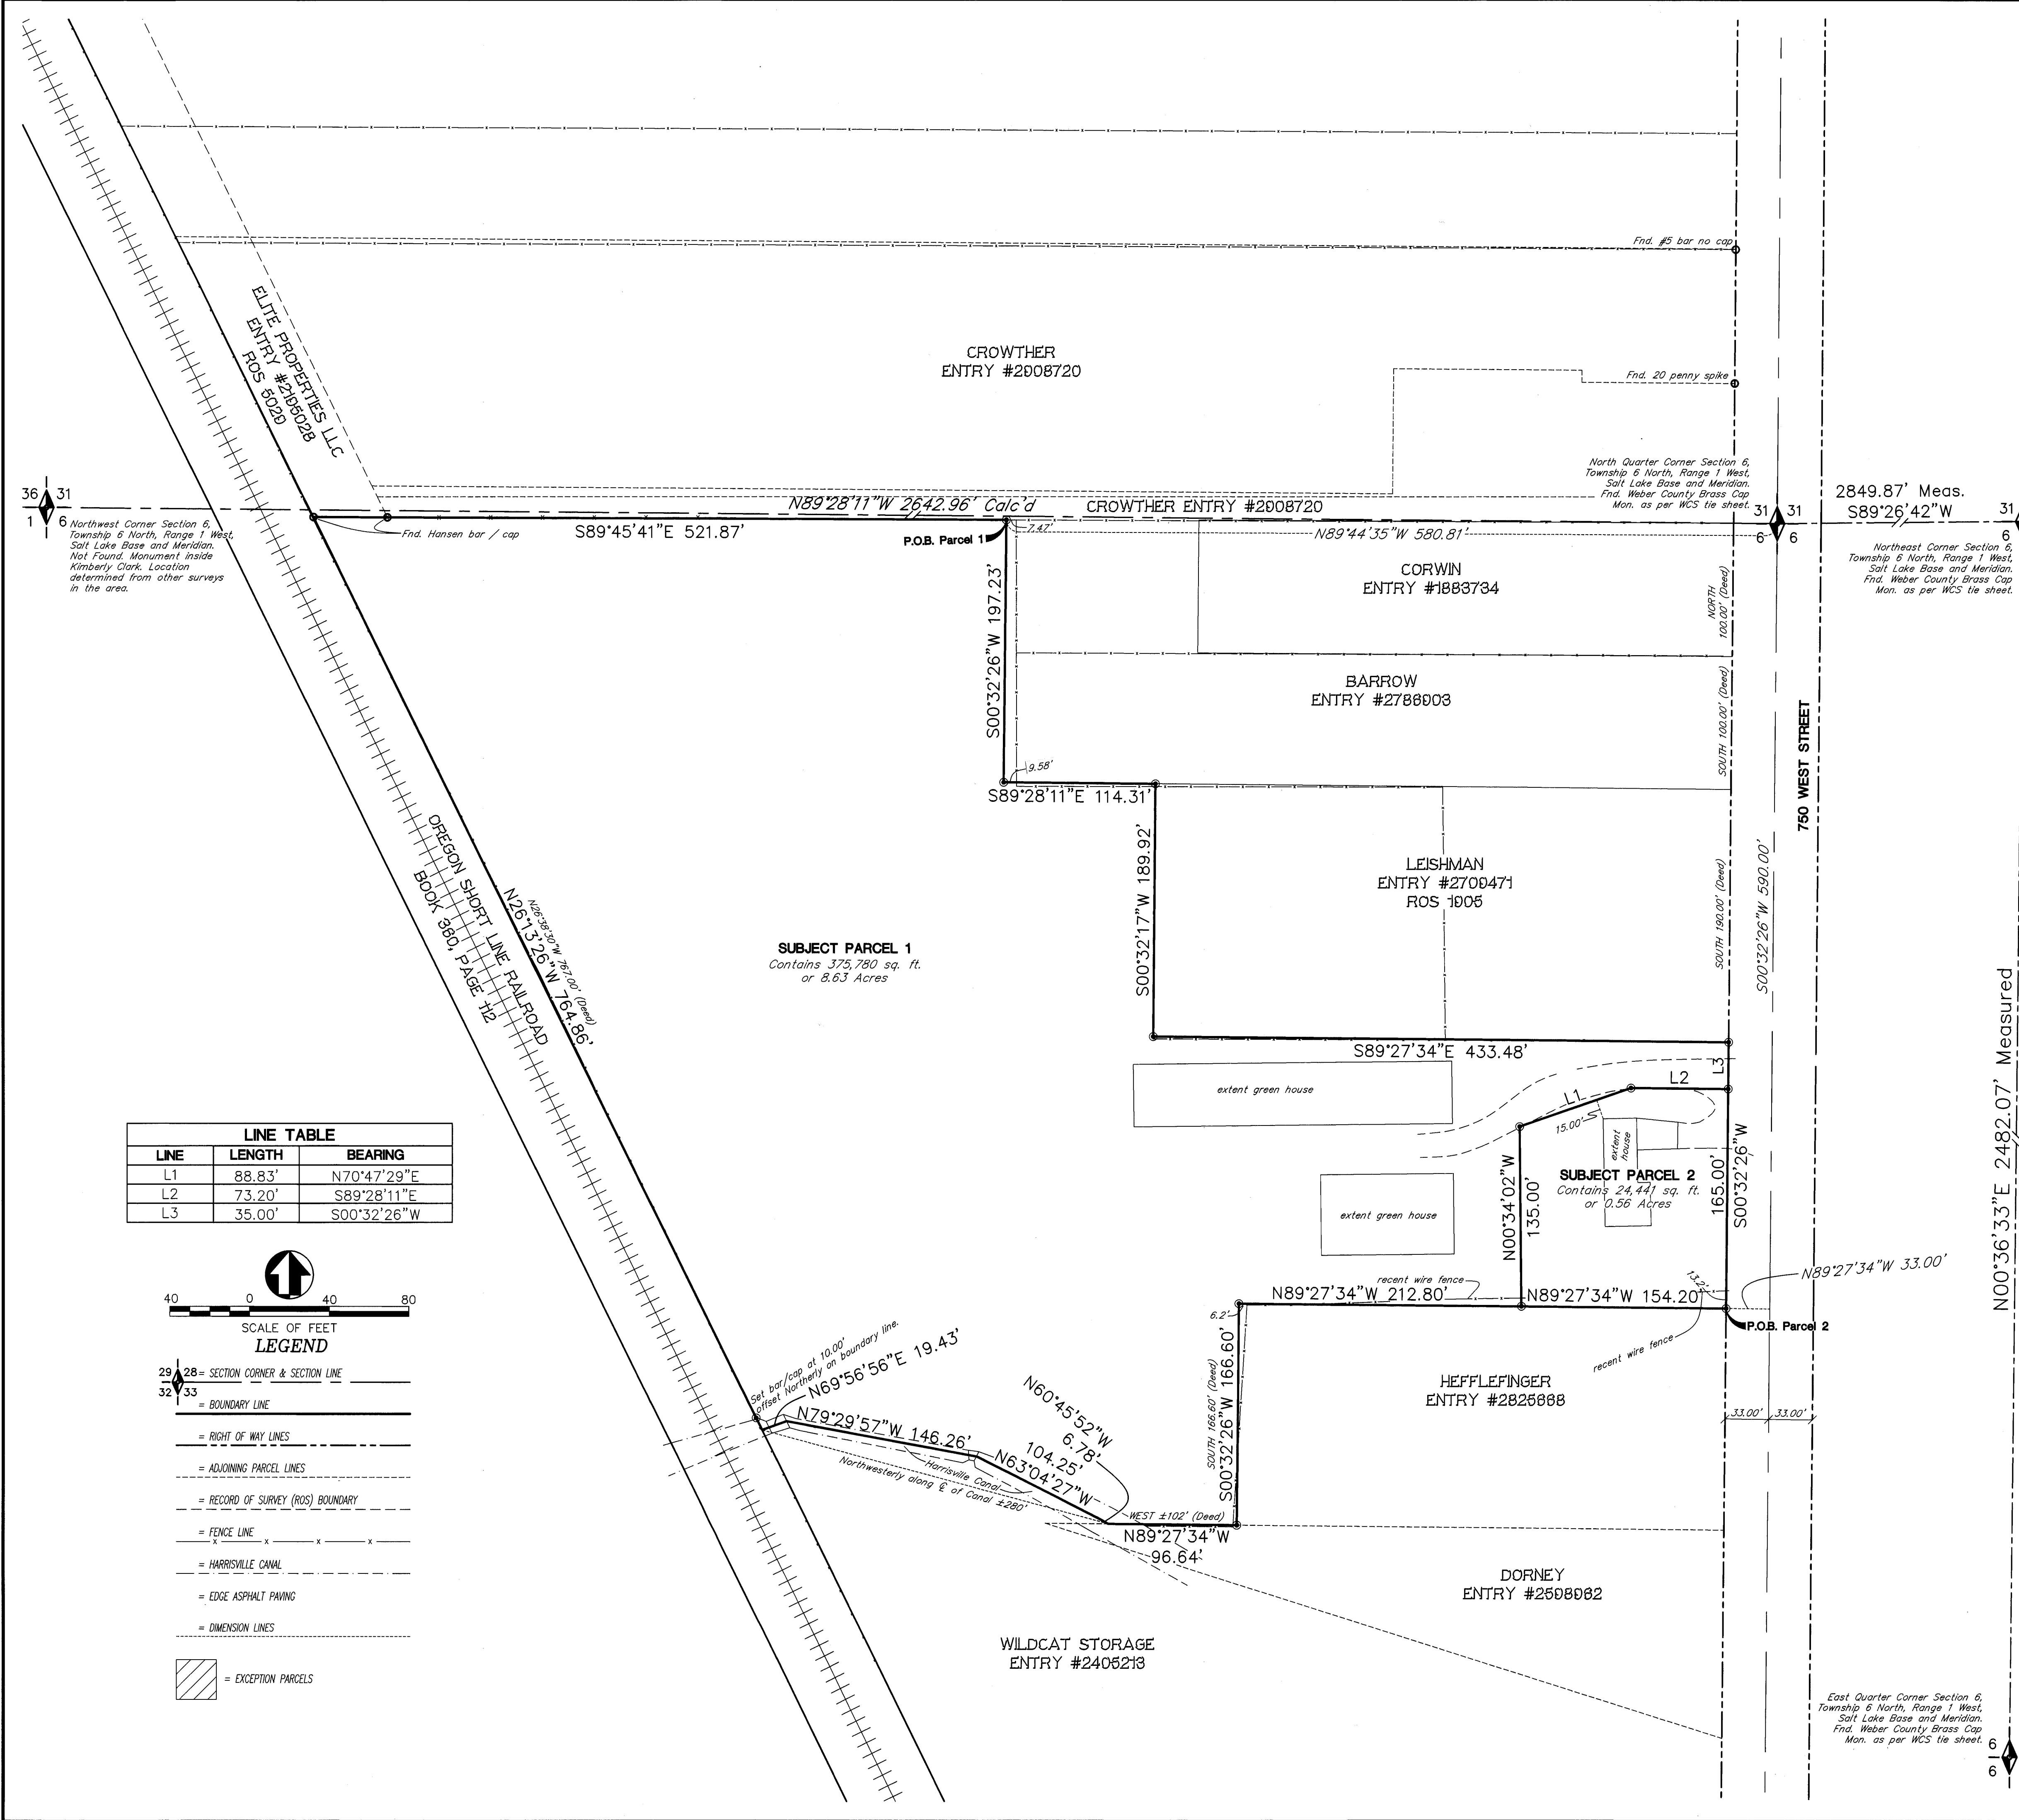 Fnd. #5 bar no cap
ELITE PROPERTIES LLC
ENTRY #2105028
ROS 5020
CROWTHER
ENTRY #2008720
Fnd. 20 penny spike
North Quarter Corner Section 6,
Township 6 North, Range 1 West,
Salt Lake Base and Meridian.
Fnd. Weber County Brass Cap
Mon. as per WCS tie sheet.
36 31
1 6
Northwest Corner Section 6,
Township 6 North, Range 1 West,
Salt Lake Base and Meridian.
Not Found. Monument inside
Kimberly Clark. Location
determined from other surveys
in the area.
Fnd. Hansen bar / cap
N89°28'11"W 2642.96' Calc'd
CROWTHER ENTRY #2008720
S89°45'41"E 521.87'
P.O.B. Parcel 1
7.47'
N89°44'35"W 580.81'
31 31
6 6
2849.87' Meas.
S89°26'42"W
31
6
Northeast Corner Section 6,
Township 6 North, Range 1 West,
Salt Lake Base and Meridian.
Fnd. Weber County Brass Cap
Mon. as per WCS tie sheet.
CORWIN
ENTRY #1883734
NORTH
100.00' (Deed)
S00°32'26"W 197.23'
BARROW
ENTRY #2786003
SOUTH 100.00' (Deed)
750 WEST STREET
9.58'
S89°28'11"E 114.31'
S00°32'17"W 189.92'
LEISHMAN
ENTRY #2700471
ROS 1005
SOUTH 190.00' (Deed)
S00°32'26"W 590.00'
OREGON SHORT LINE RAILROAD
BOOK 360, PAGE 112
N26°38'30"W 767.00' (Deed)
N26°13'26"W 764.86'
SUBJECT PARCEL 1
Contains 375,780 sq. ft.
or 8.63 Acres
S89°27'34"E 433.48'
extent green house
L1
L2
L3
15.00'
extent
house
N00°34'02"W
135.00'
SUBJECT PARCEL 2
Contains 24,441 sq. ft.
or 0.56 Acres
165.00'
S00°32'26"W
N00°36'33"E 2482.07' Measured
extent green house
recent wire fence
N89°27'34"W 212.80'
N89°27'34"W 154.20'
13.2'
N89°27'34"W 33.00'
P.O.B. Parcel 2
6.2'
recent wire fence
SOUTH 166.60' (Deed)
S00°32'26"W 166.60'
HEFFLEFINGER
ENTRY #2825668
33.00' 33.00'
LINE TABLE
LINE LENGTH BEARING
L1 88.83' N70°47'29"E
L2 73.20' S89°28'11"E
L3 35.00' S00°32'26"W
40 0 40 80
SCALE OF FEET
LEGEND
29 28
32 33
= SECTION CORNER & SECTION LINE
= BOUNDARY LINE
= RIGHT OF WAY LINES
= ADJOINING PARCEL LINES
= RECORD OF SURVEY (ROS) BOUNDARY
= FENCE LINE
= HARRISVILLE CANAL
= EDGE ASPHALT PAVING
= DIMENSION LINES
= EXCEPTION PARCELS
Set bar/cap at 10.00'
offset Northerly on boundary line.
N69°56'56"E 19.43'
N79°29'57"W 146.26'
Harrisville Canal
Northwesterly along ℄ of Canal ±280'
N60°45'52"W
6.78'
104.25'
N63°04'27"W
WEST ±102' (Deed)
N89°27'34"W
96.64'
DORNEY
ENTRY #2508062
WILDCAT STORAGE
ENTRY #2405213
East Quarter Corner Section 6,
Township 6 North, Range 1 West,
Salt Lake Base and Meridian.
Fnd. Weber County Brass Cap
Mon. as per WCS tie sheet.
6
6